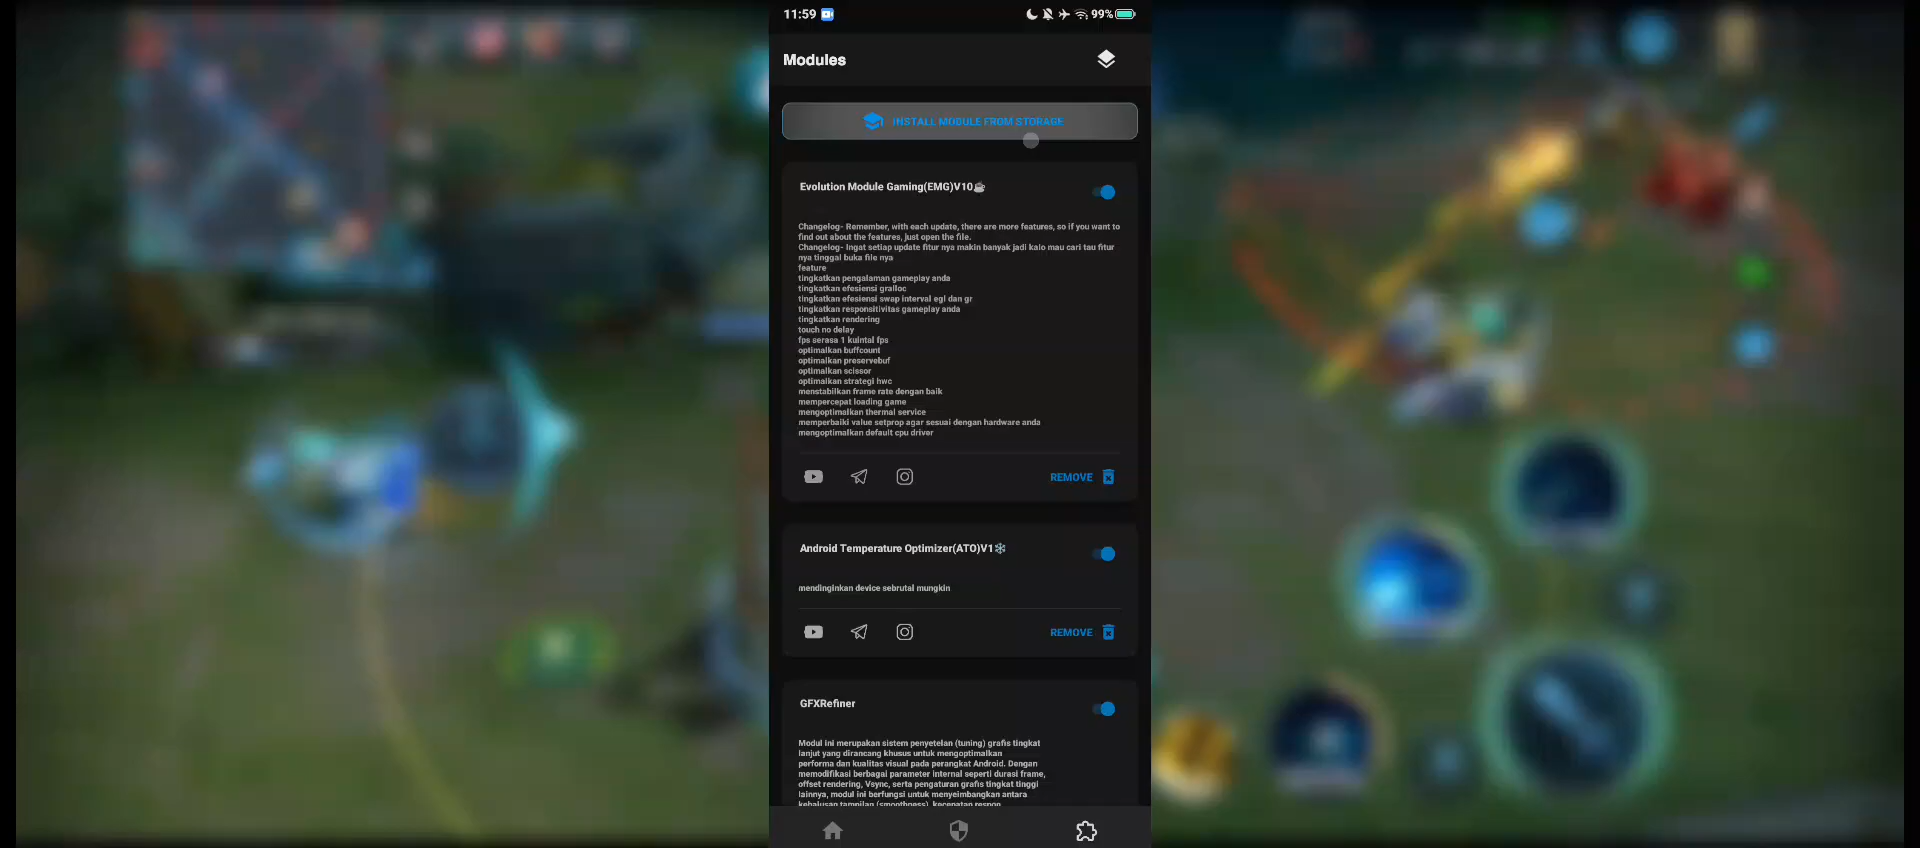 11:59
99%
Modules
INSTALL MODULE FROM STORAGE
Evolution Module Gaming(EMG)V10☕
Changelog- Remember, with each update, there are more features, so if you want to
find out about the features, just open the file.
Changelog- Ingat setiap update fitur nya makin banyak jadi kalo mau cari tau fitur
nya tinggal buka file nya
feature
tingkatkan pengalaman gameplay anda
tingkatkan efesiensi gralloc
tingkatkan efesiensi swap interval egl dan gr
tingkatkan responsitivitas gameplay anda
tingkatkan rendering
touch no delay
fps serasa 1 kuintal fps
optimalkan buffcount
optimalkan preservebuf
optimalkan scissor
optimalkan strategi hwc
menstabilkan frame rate dengan baik
mempercepat loading game
mengoptimalkan thermal service
memperbaiki value setprop agar sesuai dengan hardware anda
mengoptimalkan default cpu driver
REMOVE
Android Temperature Optimizer(ATO)V1❄️
mendinginkan device sebrutal mungkin
REMOVE
GFXRefiner
Modul ini merupakan sistem penyetelan (tuning) grafis tingkat
lanjut yang dirancang khusus untuk mengoptimalkan
performa dan kualitas visual pada perangkat Android. Dengan
memodifikasi berbagai parameter internal seperti durasi frame,
offset rendering, Vsync, serta pengaturan grafis tingkat tinggi
lainnya, modul ini berfungsi untuk menyeimbangkan antara
kehalusan tampilan (smoothness), kecepatan respon